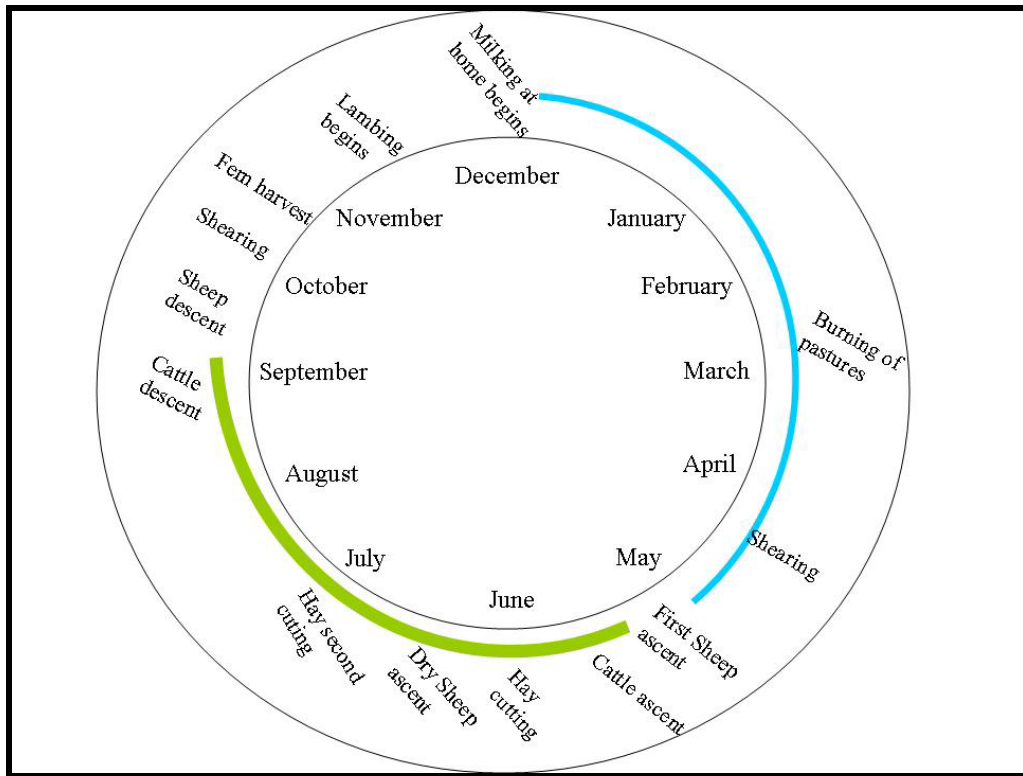 Milking at
home begins
Lambing
begins
Fern harvest
Shearing
Sheep
descent
Cattle
descent
December
January
February
March
April
May
June
July
August
September
October
November
Burning of
pastures
Shearing
First Sheep
ascent
Cattle ascent
Hay
cutting
Dry Sheep
ascent
Hay second
cuting